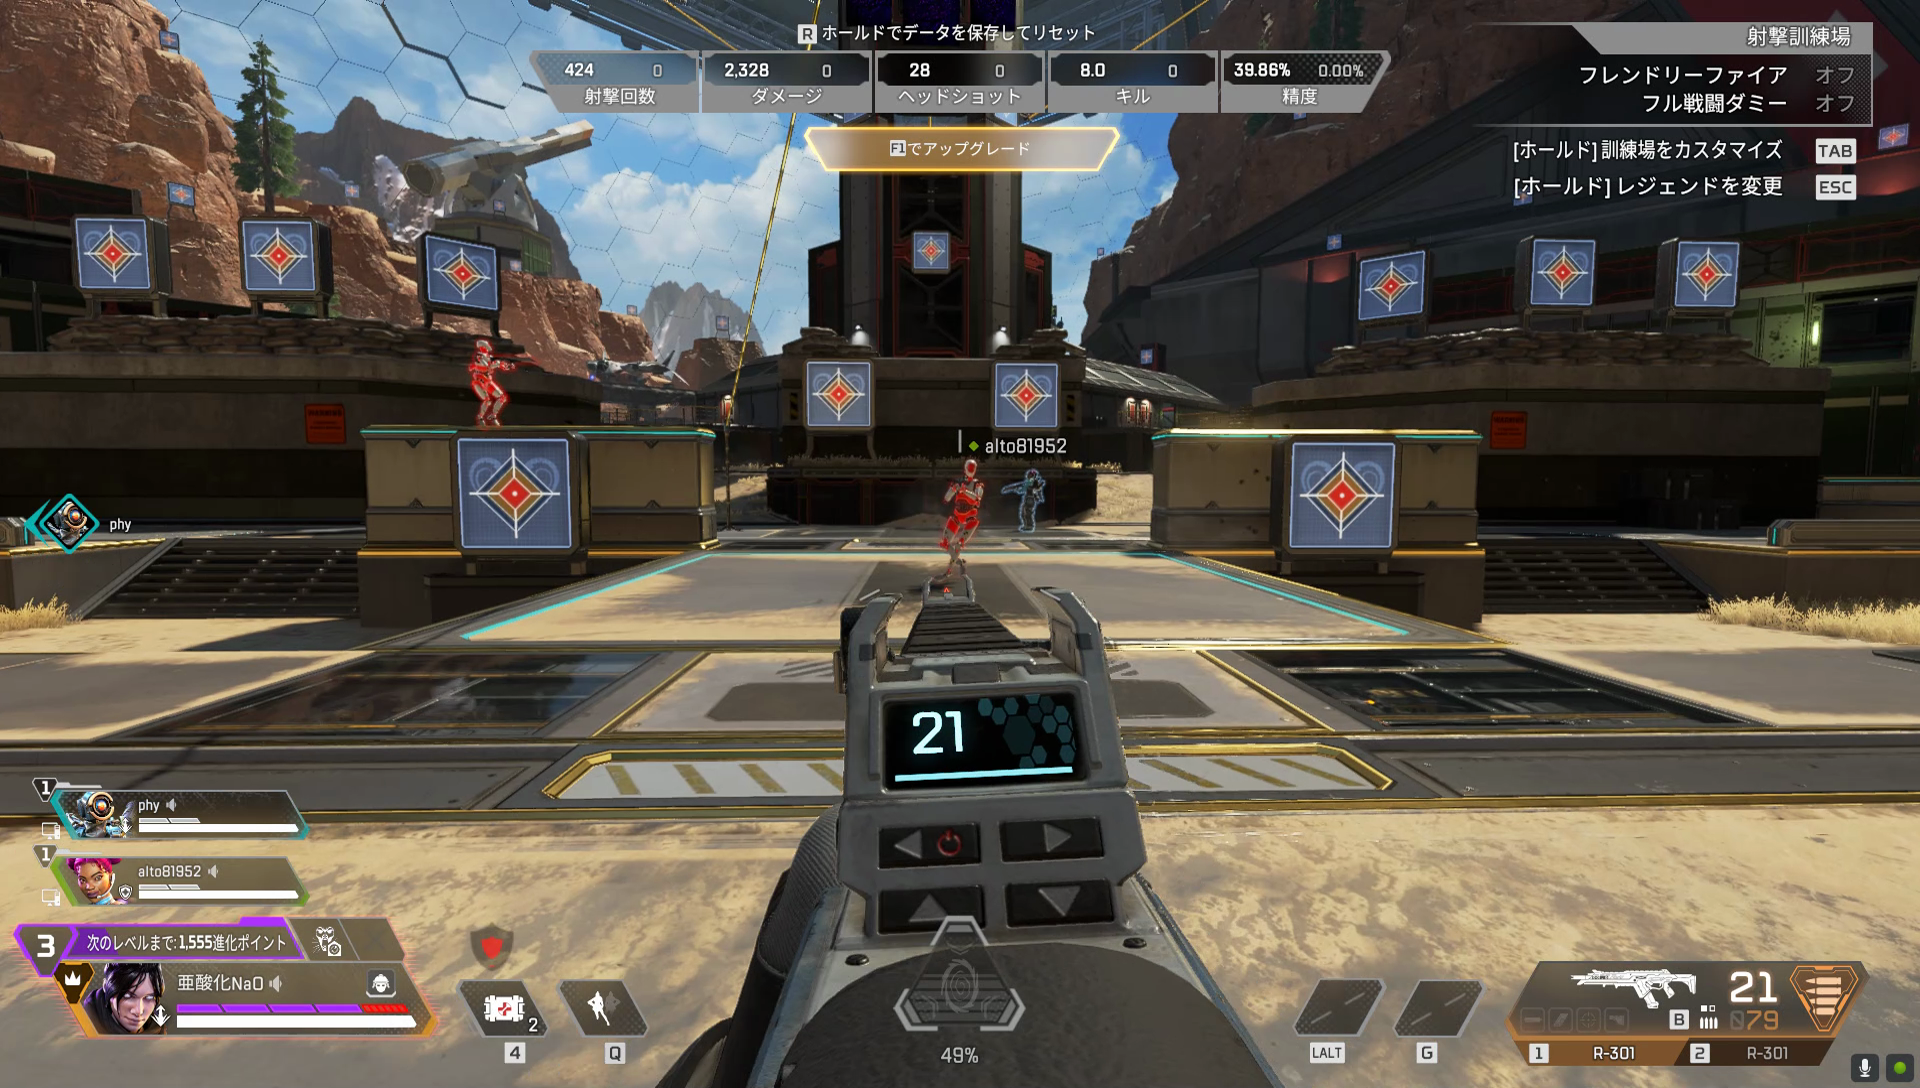 R ホールドでデータを保存してリセット
424 0 2,328 0 28 0 8.0 0 39.86% 0.00%
射撃回数 ダメージ ヘッドショット キル 精度
F1でアップグレード
射撃訓練場
フレンドリーファイア オフ
フル戦闘ダミー オフ
[ホールド]訓練場をカスタマイズ TAB
[ホールド]レジェンドを変更 ESC
alto81952
phy
21
1
phy
1
alto81952
3 次のレベルまで:1,555進化ポイント
亜酸化NaO
2
4 Q
49%
LALT G
21
B 079
1 R-301 2 R-301